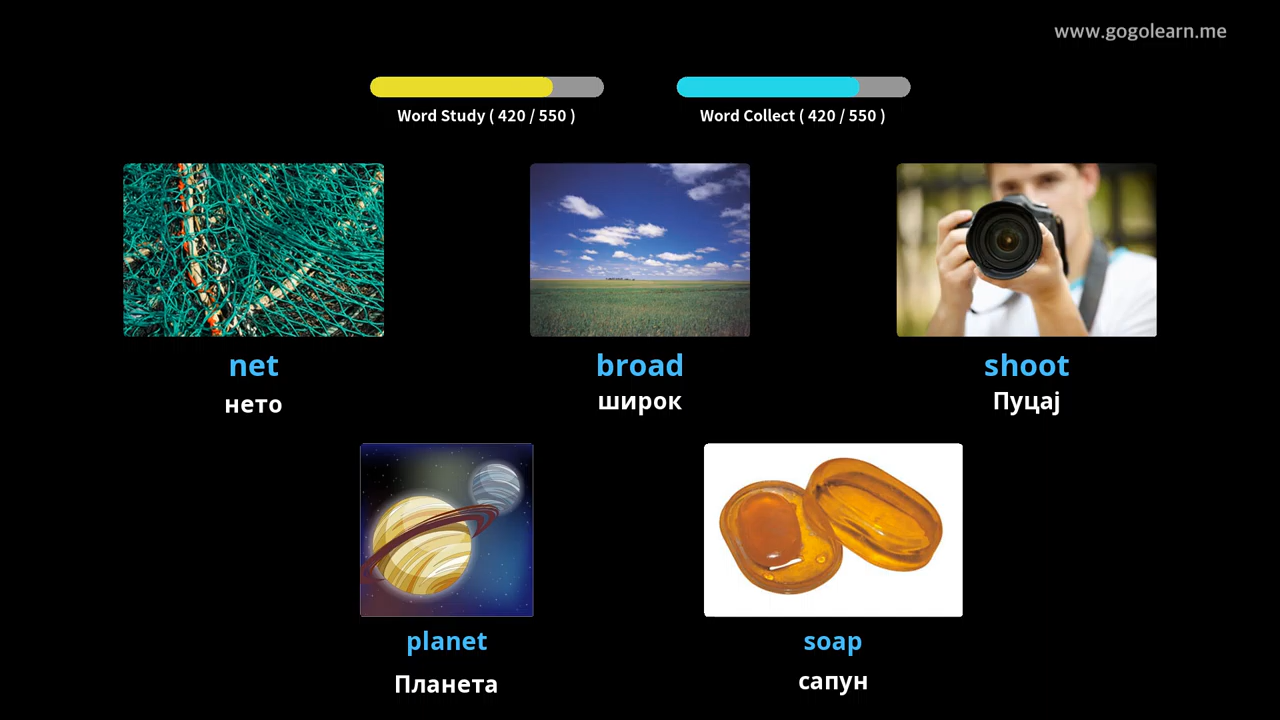 www.gogolearn.me
Word Study ( 420 / 550 )
Word Collect ( 420 / 550 )
net
нето
broad
широк
shoot
Пуцај
planet
Планета
soap
сапун